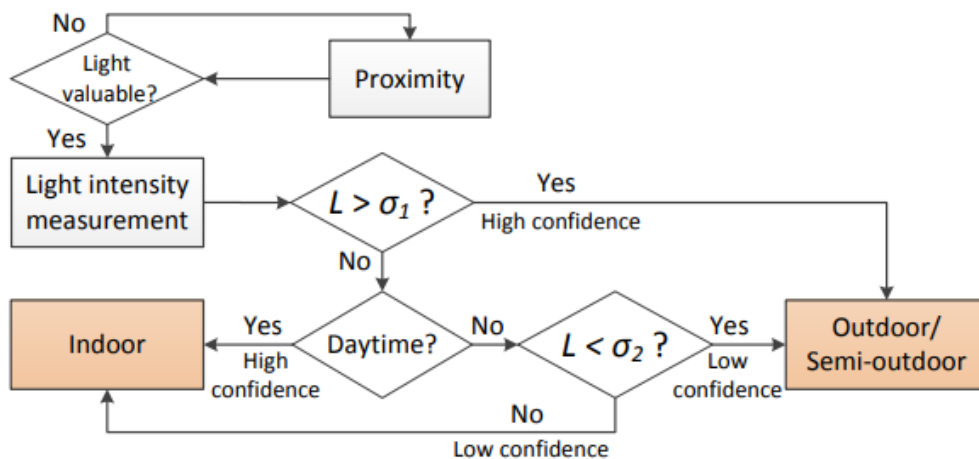 No
Light
valuable?
Proximity
Yes
Light intensity
measurement
L > σ1 ?
Yes
High confidence
No
Indoor
Yes
High
confidence
Daytime?
No
L < σ2 ?
Yes
Low
confidence
Outdoor/
Semi-outdoor
No
Low confidence